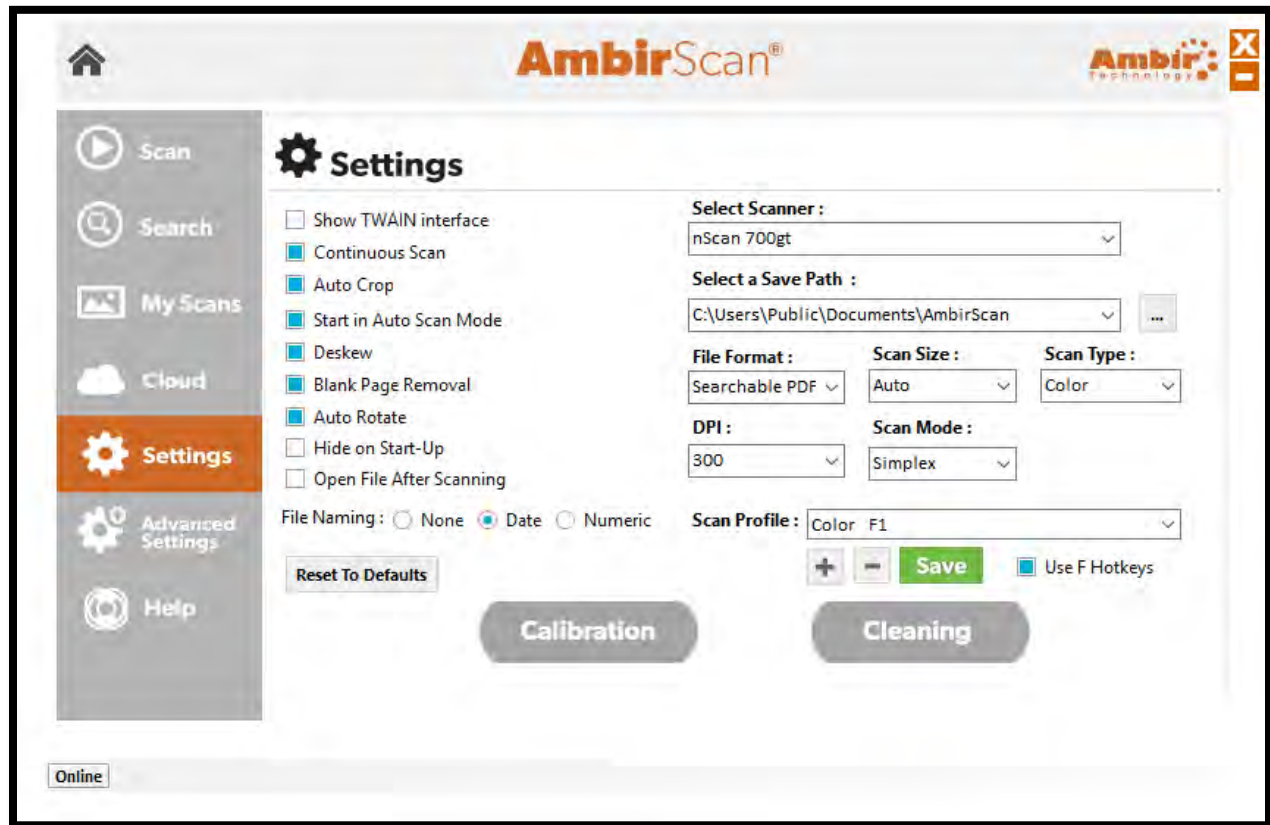 AmbirScan®
Ambir
Technology
X
Scan
Search
My Scans
Cloud
Settings
Advanced
Settings
Help
Settings
Show TWAIN interface
Continuous Scan
Auto Crop
Start in Auto Scan Mode
Deskew
Blank Page Removal
Auto Rotate
Hide on Start-Up
Open File After Scanning
File Naming : None Date Numeric
Reset To Defaults
Select Scanner :
nScan 700gt
Select a Save Path :
C:\Users\Public\Documents\AmbirScan ...
File Format : Scan Size : Scan Type :
Searchable PDF Auto Color
DPI : Scan Mode :
300 Simplex
Scan Profile : Color F1
+ - Save Use F Hotkeys
Calibration Cleaning
Online